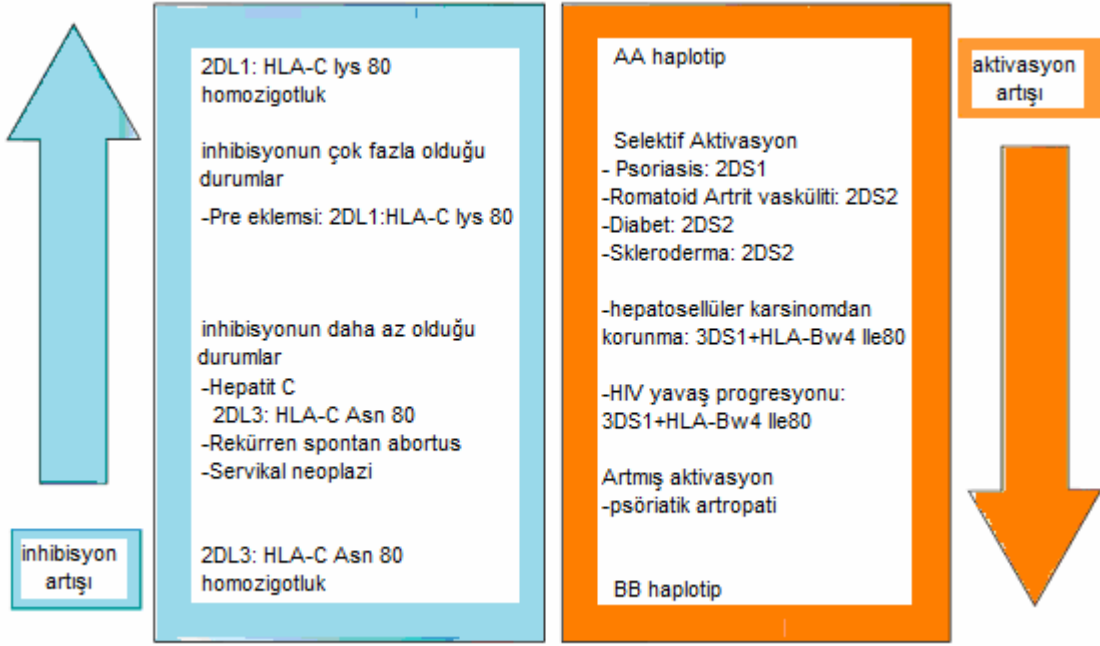 2DL1: HLA-C lys 80
homozigotluk
inhibisyonun çok fazla olduğu
durumlar
-Pre eklemsi: 2DL1:HLA-C lys 80
inhibisyonun daha az olduğu
durumlar
-Hepatit C
2DL3: HLA-C Asn 80
-Rekürren spontan abortus
-Servikal neoplazi
2DL3: HLA-C Asn 80
homozigotluk
inhibisyon
artışı
AA haplotip
Selektif Aktivasyon
- Psoriasis: 2DS1
-Romatoid Artrit vasküliti: 2DS2
-Diabet: 2DS2
-Skleroderma: 2DS2
-hepatosellüler karsinomdan
korunma: 3DS1+HLA-Bw4 Ile80
-HIV yavaş progresyonu:
3DS1+HLA-Bw4 Ile80
Artmış aktivasyon
-psöriatik artropati
BB haplotip
aktivasyon
artışı